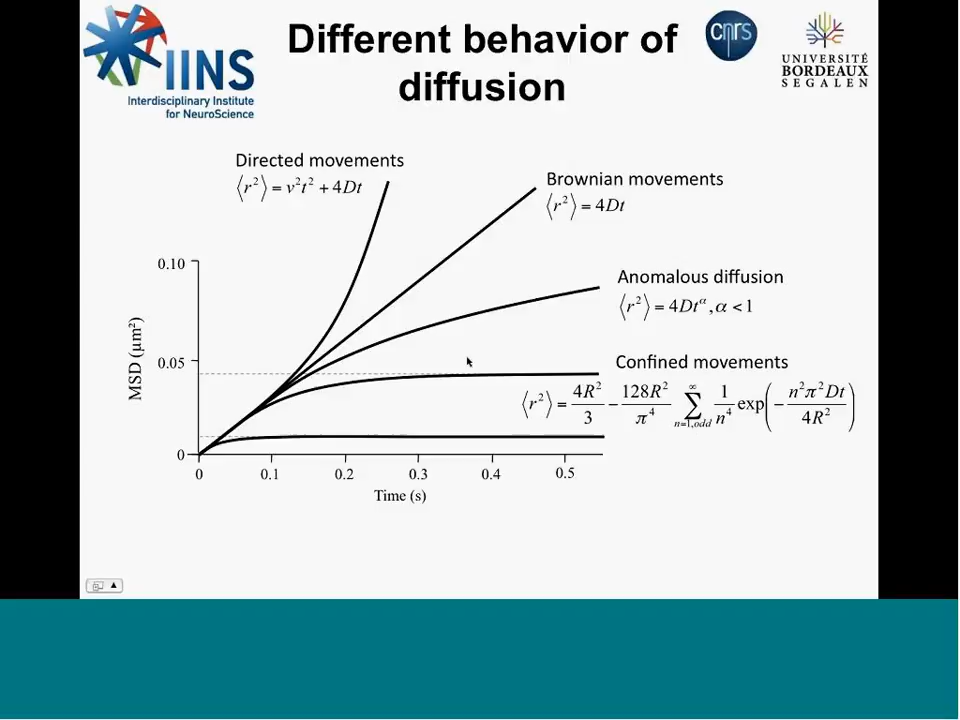 Different behavior of
diffusion
IINS
Interdisciplinary Institute
for NeuroScience
cnrs
UNIVERSITÉ
BORDEAUX
SEGALEN
Directed movements
⟨r²⟩ = v²t² + 4Dt
Brownian movements
⟨r²⟩ = 4Dt
Anomalous diffusion
⟨r²⟩ = 4Dt^α, α < 1
Confined movements
⟨r²⟩ = 4R²/3 − 128R²/π⁴ ∑_{n=1,odd}^{∞} 1/n⁴ exp(−n²π²Dt/4R²)
MSD (µm²)
0.10
0.05
0
0 0.1 0.2 0.3 0.4 0.5
Time (s)